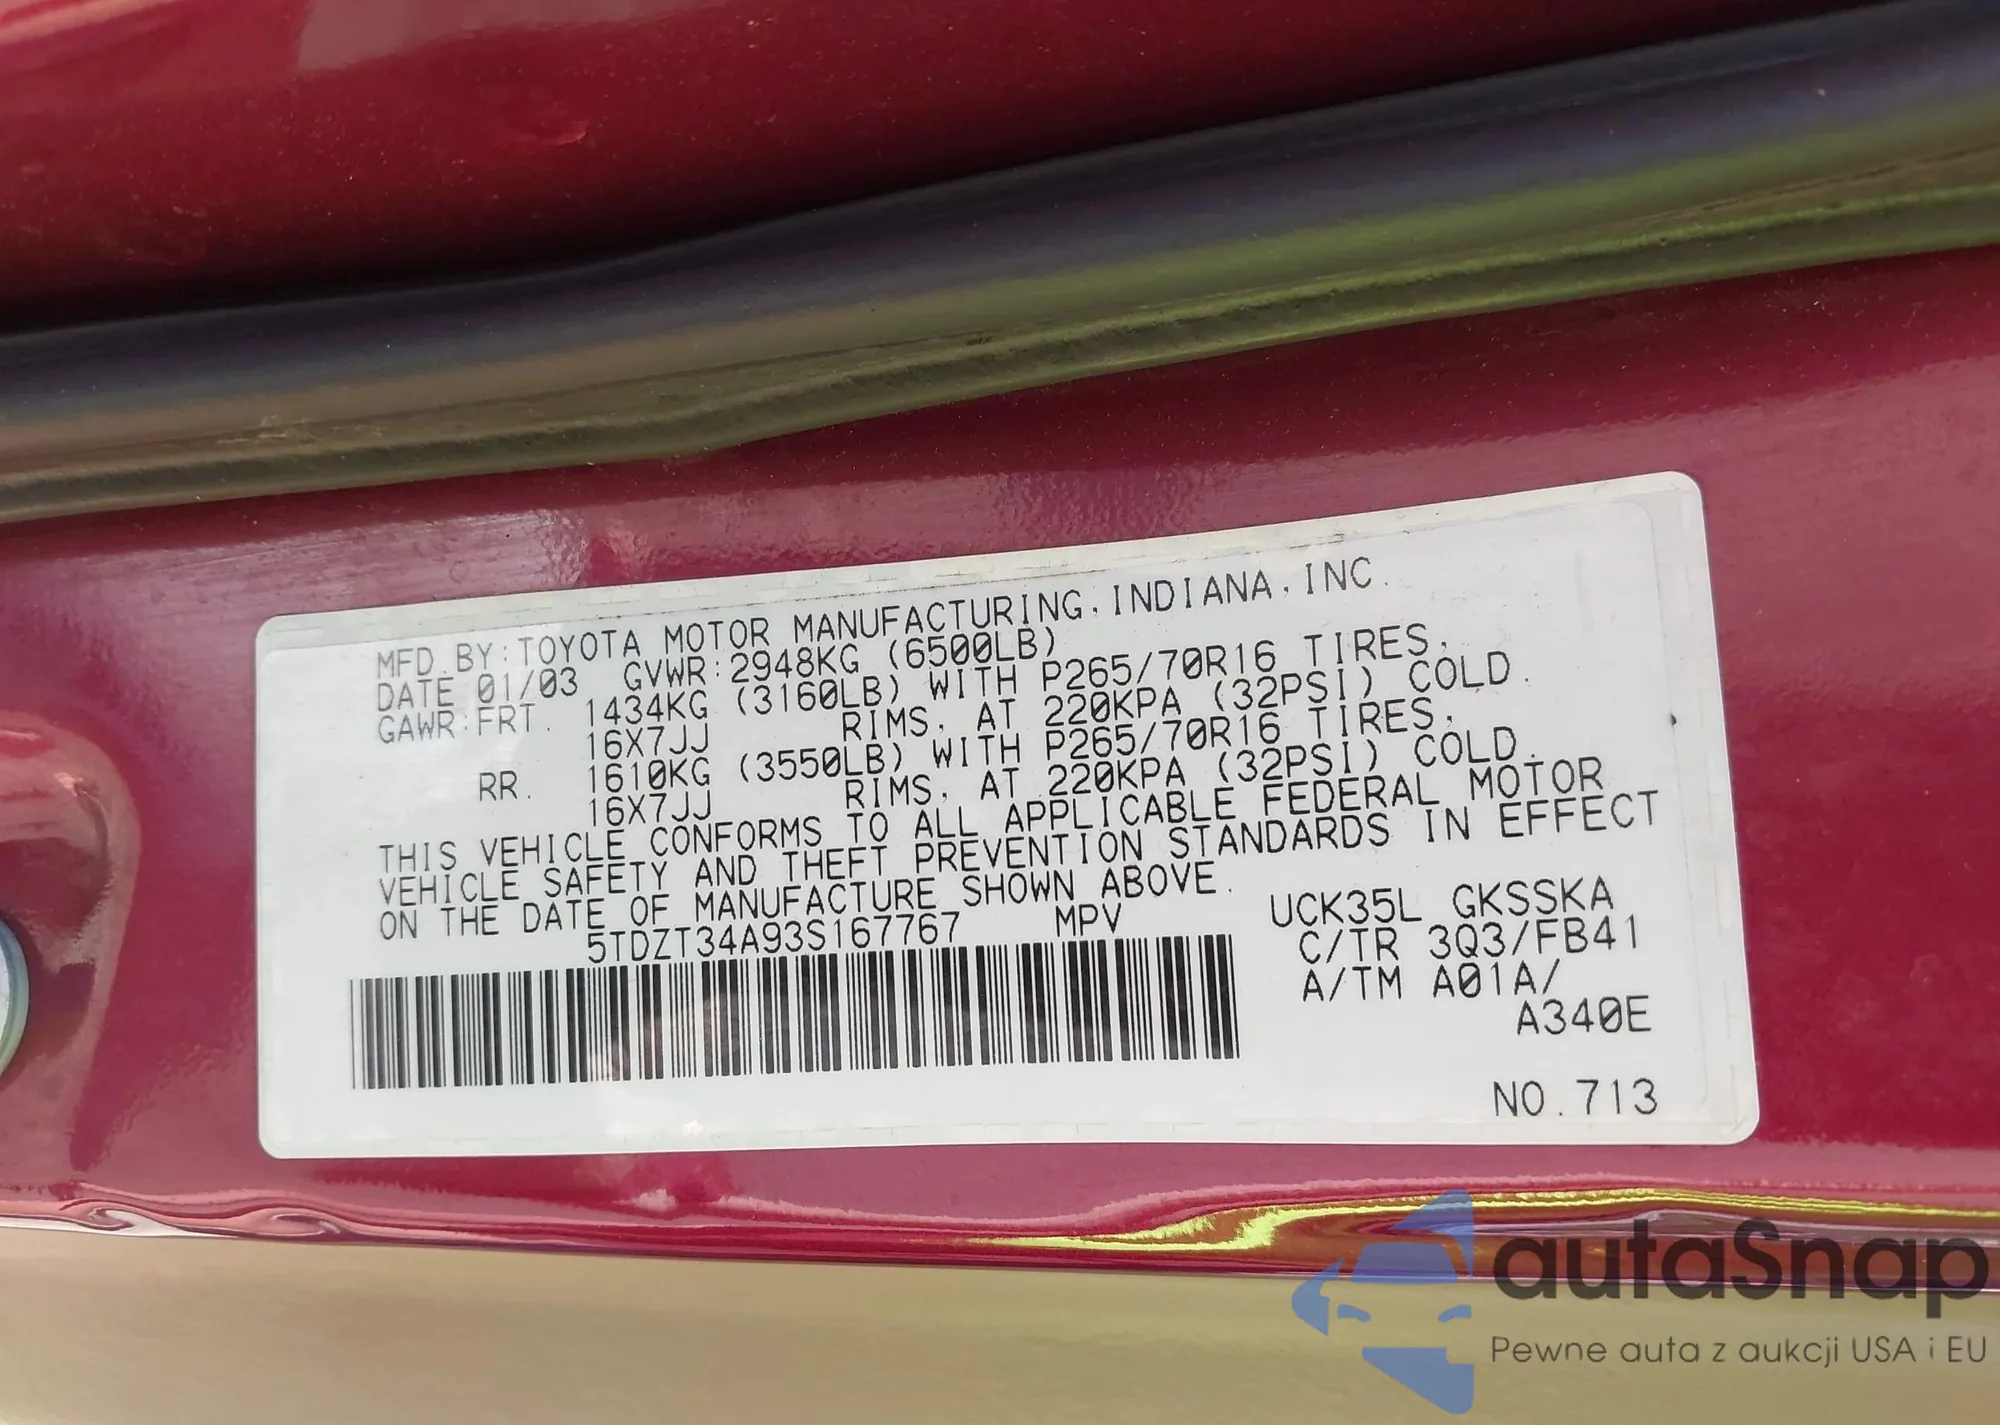 MFD.BY:TOYOTA MOTOR MANUFACTURING,INDIANA,INC.
DATE 01/03 GVWR:2948KG (6500LB)
GAWR:FRT. 1434KG (3160LB) WITH P265/70R16 TIRES,
16X7JJ RIMS, AT 220KPA (32PSI) COLD.
RR. 1610KG (3550LB) WITH P265/70R16 TIRES,
16X7JJ RIMS, AT 220KPA (32PSI) COLD.
THIS VEHICLE CONFORMS TO ALL APPLICABLE FEDERAL MOTOR
VEHICLE SAFETY AND THEFT PREVENTION STANDARDS IN EFFECT
ON THE DATE OF MANUFACTURE SHOWN ABOVE.
5TDZT34A93S167767 MPV
UCK35L GKSSKA
C/TR 3Q3/FB41
A/TM A01A/
A340E
NO.713
autaSnap
Pewne auta z aukcji USA i EU